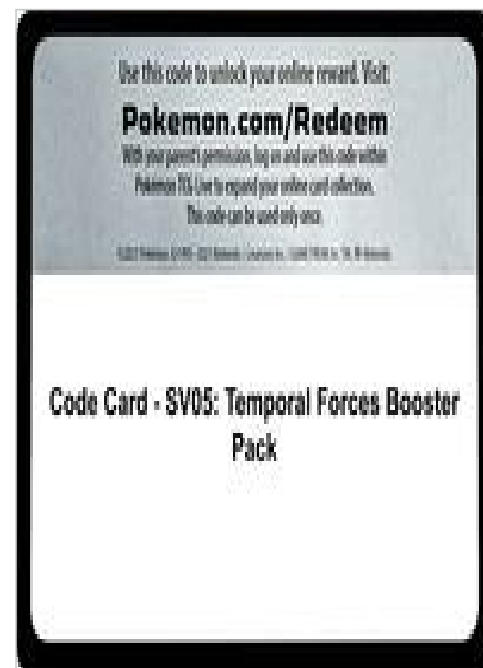 Use this code to unlock your online reward. Visit:
Pokemon.com/Redeem
With your parent's permission, log on and use this code within
Pokémon TCG Live to expand your online card collection.
This code can be used only once.
Code Card - SV05: Temporal Forces Booster
Pack